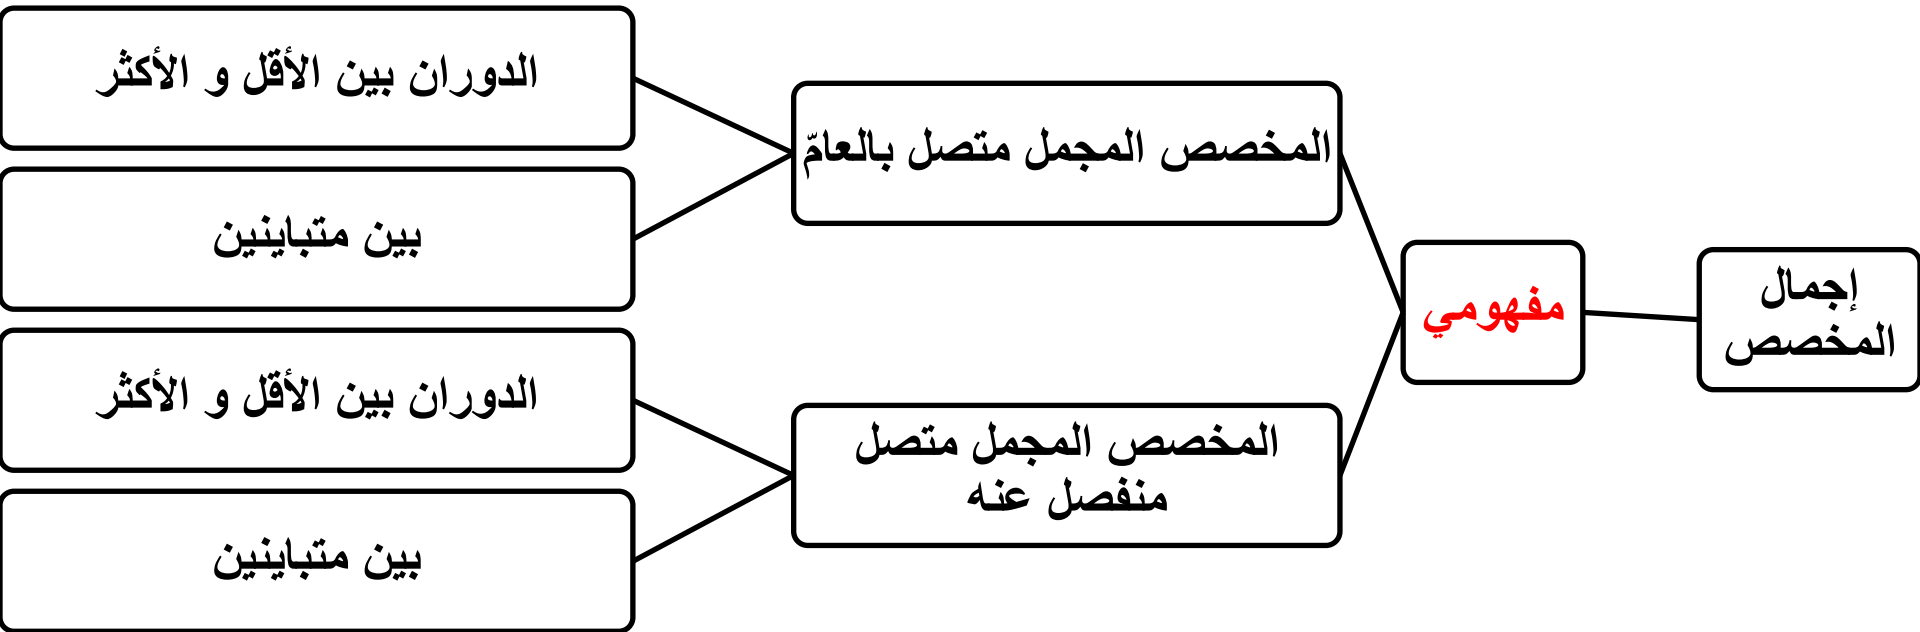 إجمال
المخصص
مفهومي
المخصص المجمل متصل بالعامّ
الدوران بين الأقل و الأكثر
بين متباينين
المخصص المجمل متصل
منفصل عنه
الدوران بين الأقل و الأكثر
بين متباينين